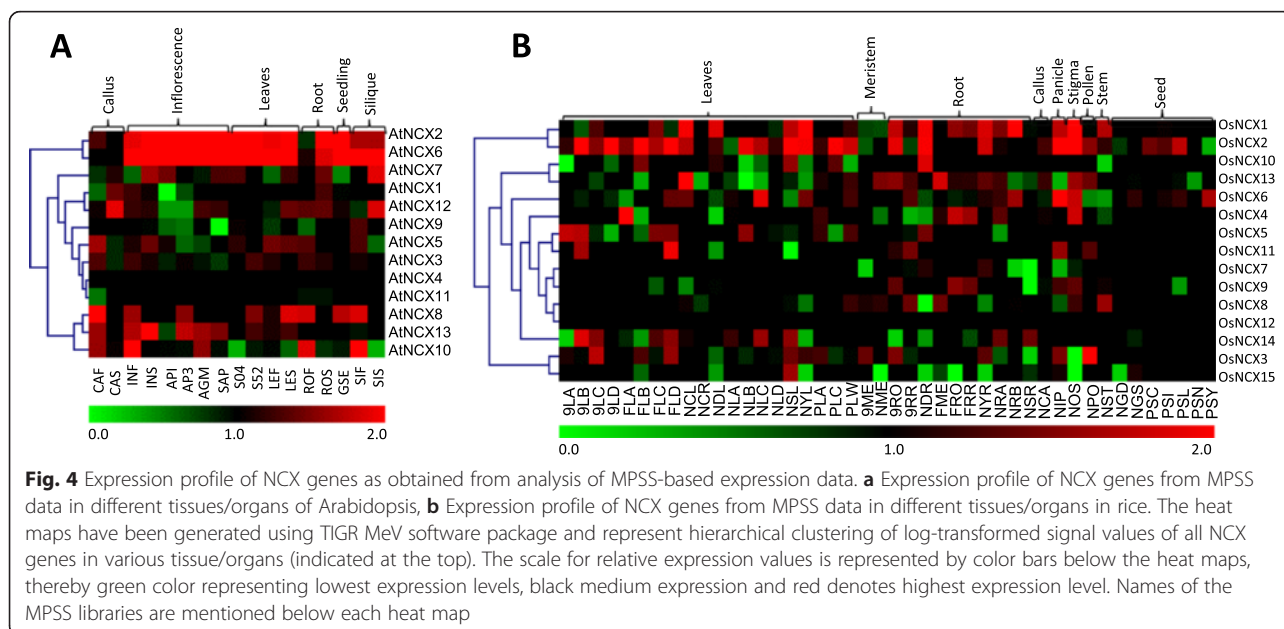 A
Callus
Inflorescence
Leaves
Root
Seedling
Silique
AtNCX2
AtNCX6
AtNCX7
AtNCX1
AtNCX12
AtNCX9
AtNCX5
AtNCX3
AtNCX4
AtNCX11
AtNCX8
AtNCX13
AtNCX10
CAF CAS INF INS API AP3 AGM SAP S04 S52 LEF LES ROF ROS GSE SIF SIS
0.0 1.0 2.0
B
Leaves
Meristem
Root
Callus
Panicle
Stigma
Pollen
Stem
Seed
OsNCX1
OsNCX2
OsNCX10
OsNCX13
OsNCX6
OsNCX4
OsNCX5
OsNCX11
OsNCX7
OsNCX9
OsNCX8
OsNCX12
OsNCX14
OsNCX3
OsNCX15
9LA 9LB 9LC 9LD FLA FLB FLC FLD NCL NCR NDL NLA NLB NLC NLD NSL NYL PLA PLC PLW 9ME NME 9RO 9RR NDR FME FRO FRR NYR NRA NRB NSR NCA NIP NOS NPO NST NGD NGS PSC PSI PSL PSN PSY
0.0 1.0 2.0
Fig. 4 Expression profile of NCX genes as obtained from analysis of MPSS-based expression data. a Expression profile of NCX genes from MPSS
data in different tissues/organs of Arabidopsis, b Expression profile of NCX genes from MPSS data in different tissues/organs in rice. The heat
maps have been generated using TIGR MeV software package and represent hierarchical clustering of log-transformed signal values of all NCX
genes in various tissue/organs (indicated at the top). The scale for relative expression values is represented by color bars below the heat maps,
thereby green color representing lowest expression levels, black medium expression and red denotes highest expression level. Names of the
MPSS libraries are mentioned below each heat map